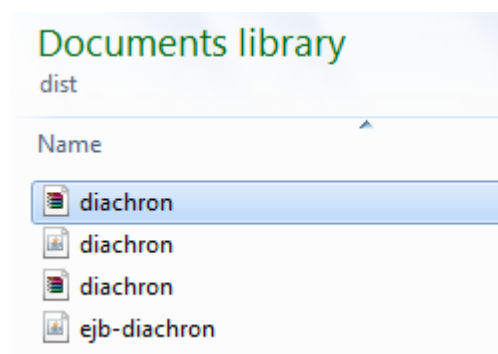 Documents library
dist
Name
diachron
diachron
diachron
ejb-diachron